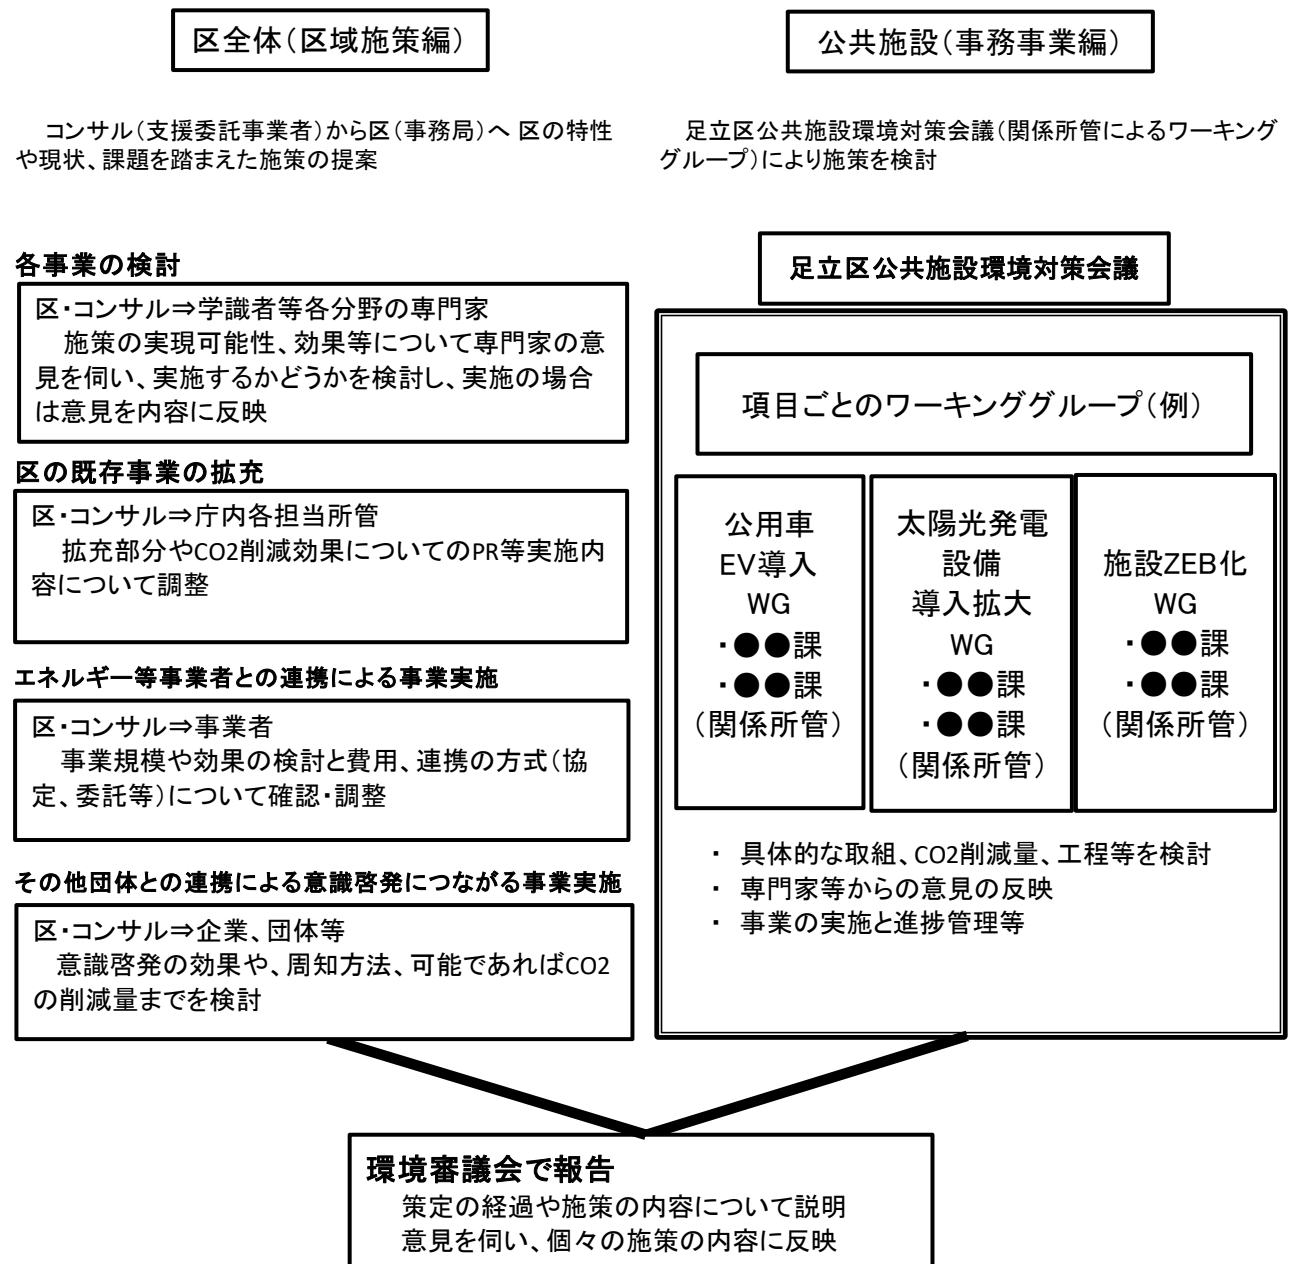 区全体（区域施策編）
コンサル（支援委託事業者）から区（事務局）へ 区の特性
や現状、課題を踏まえた施策の提案
各事業の検討
区・コンサル⇒学識者等各分野の専門家
施策の実現可能性、効果等について専門家の意
見を伺い、実施するかどうかを検討し、実施の場合
は意見を内容に反映
区の既存事業の拡充
区・コンサル⇒庁内各担当所管
拡充部分やCO2削減効果についてのPR等実施内
容について調整
エネルギー等事業者との連携による事業実施
区・コンサル⇒事業者
事業規模や効果の検討と費用、連携の方式（協
定、委託等）について確認・調整
その他団体との連携による意識啓発につながる事業実施
区・コンサル⇒企業、団体等
意識啓発の効果や、周知方法、可能であればCO2
の削減量までを検討
公共施設（事務事業編）
足立区公共施設環境対策会議（関係所管によるワーキング
グループ）により施策を検討
足立区公共施設環境対策会議
項目ごとのワーキンググループ（例）
公用車
EV導入
WG
・●●課
・●●課
（関係所管）
太陽光発電
設備
導入拡大
WG
・●●課
・●●課
（関係所管）
施設ZEB化
WG
・●●課
・●●課
（関係所管）
・ 具体的な取組、CO2削減量、工程等を検討
・ 専門家等からの意見の反映
・ 事業の実施と進捗管理等
環境審議会で報告
策定の経過や施策の内容について説明
意見を伺い、個々の施策の内容に反映